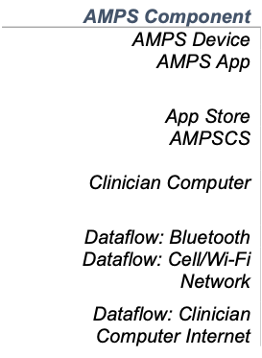 AMPS Component
AMPS Device
AMPS App
App Store
AMPSCS
Clinician Computer
Dataflow: Bluetooth
Dataflow: Cell/Wi-Fi
Network
Dataflow: Clinician
Computer Internet